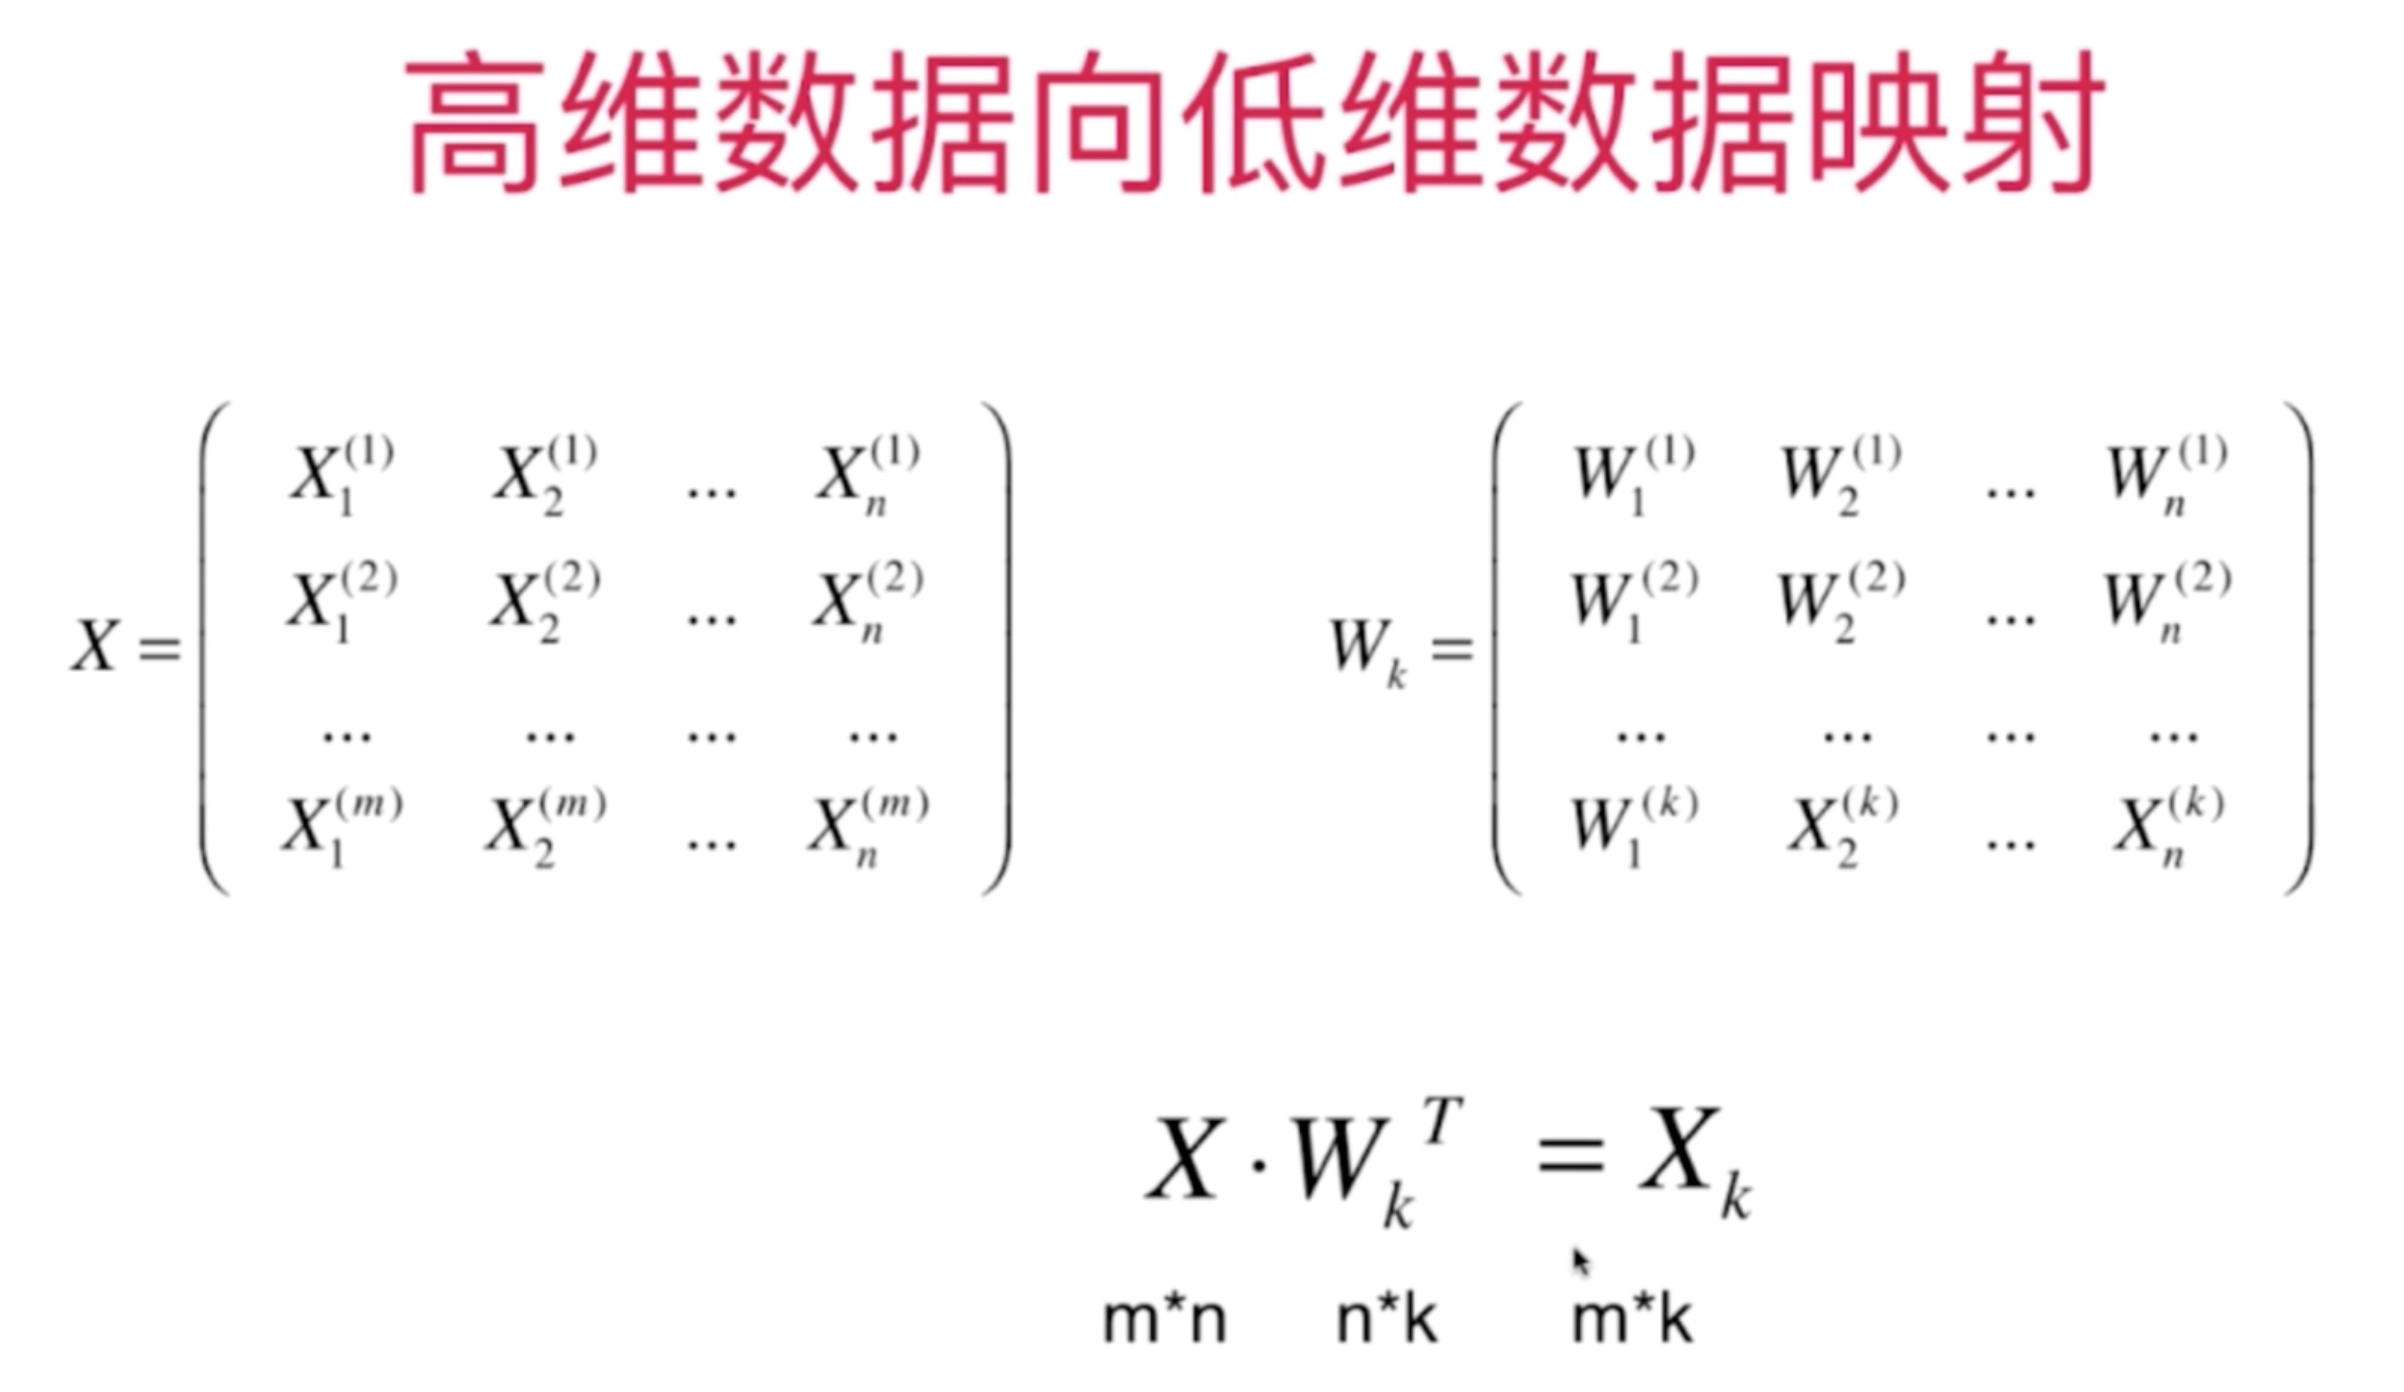 高维数据向低维数据映射
X = ( X_1^{(1)} X_2^{(1)} ... X_n^{(1)}
X_1^{(2)} X_2^{(2)} ... X_n^{(2)}
... ... ... ...
X_1^{(m)} X_2^{(m)} ... X_n^{(m)} )
W_k = ( W_1^{(1)} W_2^{(1)} ... W_n^{(1)}
W_1^{(2)} W_2^{(2)} ... W_n^{(2)}
... ... ... ...
W_1^{(k)} X_2^{(k)} ... X_n^{(k)} )
X · W_k^T = X_k
m*n n*k m*k